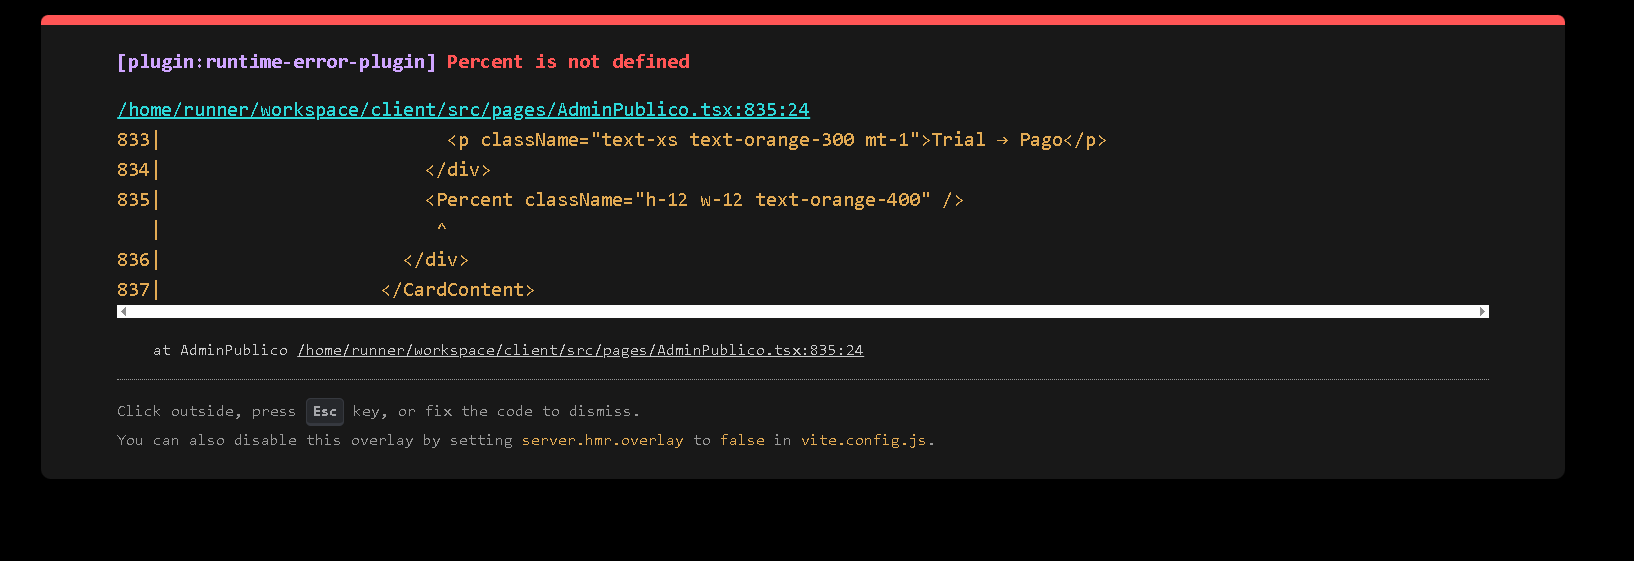 [plugin:runtime-error-plugin] Percent is not defined
/home/runner/workspace/client/src/pages/AdminPublico.tsx:835:24
833|                          <p className="text-xs text-orange-300 mt-1">Trial → Pago</p>
834|                        </div>
835|                        <Percent className="h-12 w-12 text-orange-400" />
   |                         ^
836|                      </div>
837|                    </CardContent>
at AdminPublico /home/runner/workspace/client/src/pages/AdminPublico.tsx:835:24
Click outside, press Esc key, or fix the code to dismiss.
You can also disable this overlay by setting server.hmr.overlay to false in vite.config.js.